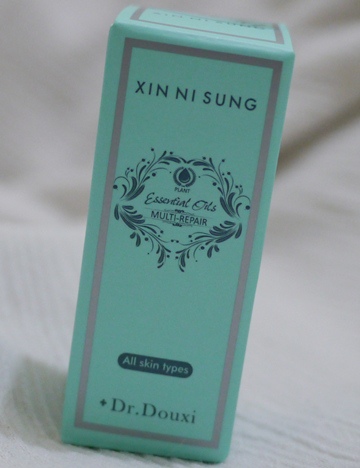 XIN NI SUNG
PLANT
Essential Oils
MULTI-REPAIR
All skin types
Dr.Douxi